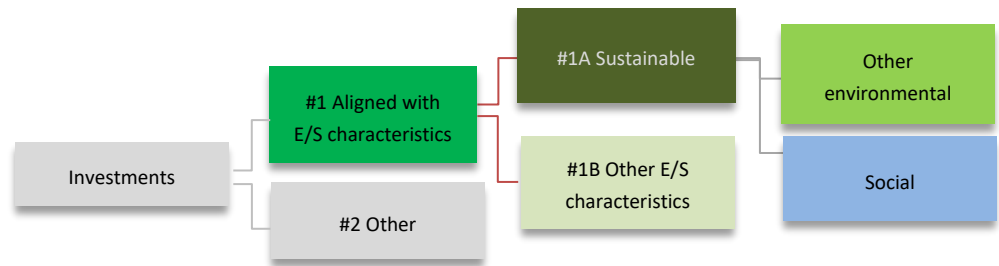 Investments
#1 Aligned with
E/S characteristics
#2 Other
#1A Sustainable
#1B Other E/S
characteristics
Other
environmental
Social